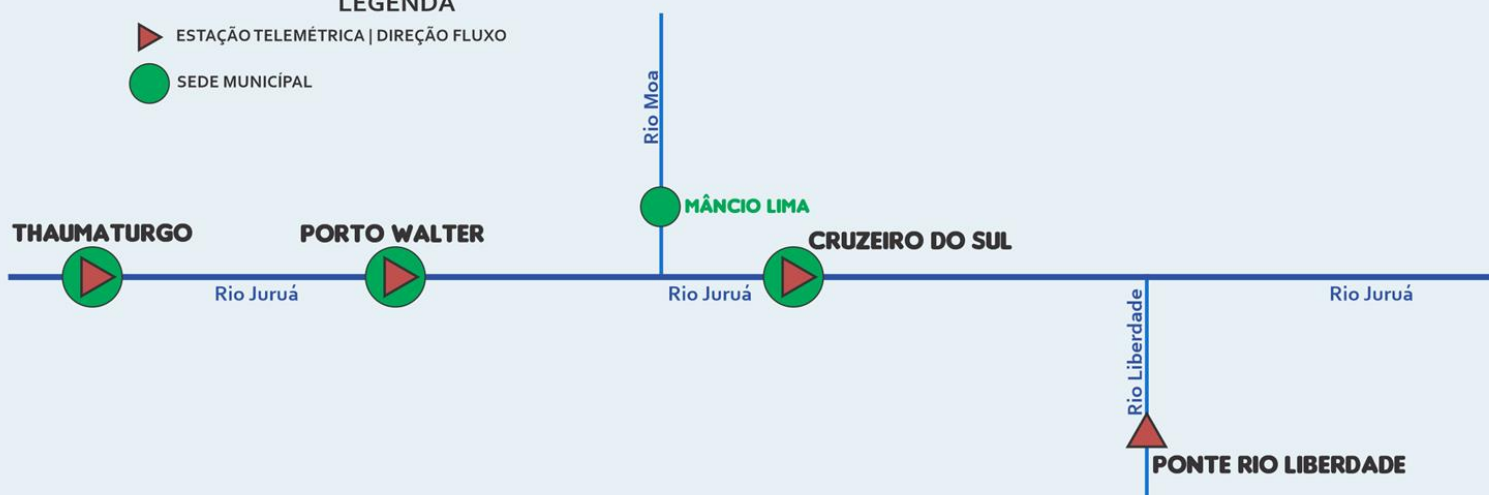 LEGENDA
ESTAÇÃO TELEMÉTRICA | DIREÇÃO FLUXO
SEDE MUNICÍPAL
Rio Moa
MÂNCIO LIMA
THAUMATURGO
PORTO WALTER
CRUZEIRO DO SUL
Rio Juruá
Rio Juruá
Rio Juruá
Rio Liberdade
PONTE RIO LIBERDADE